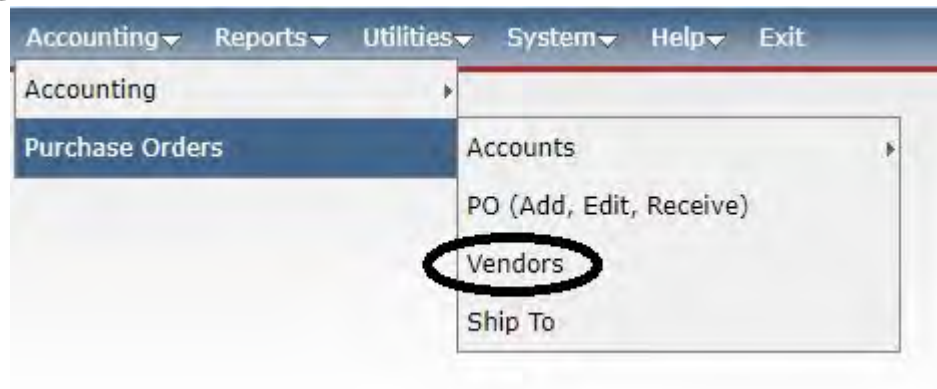 Accounting Reports Utilities System Help Exit
Accounting
Purchase Orders
Accounts
PO (Add, Edit, Receive)
Vendors
Ship To